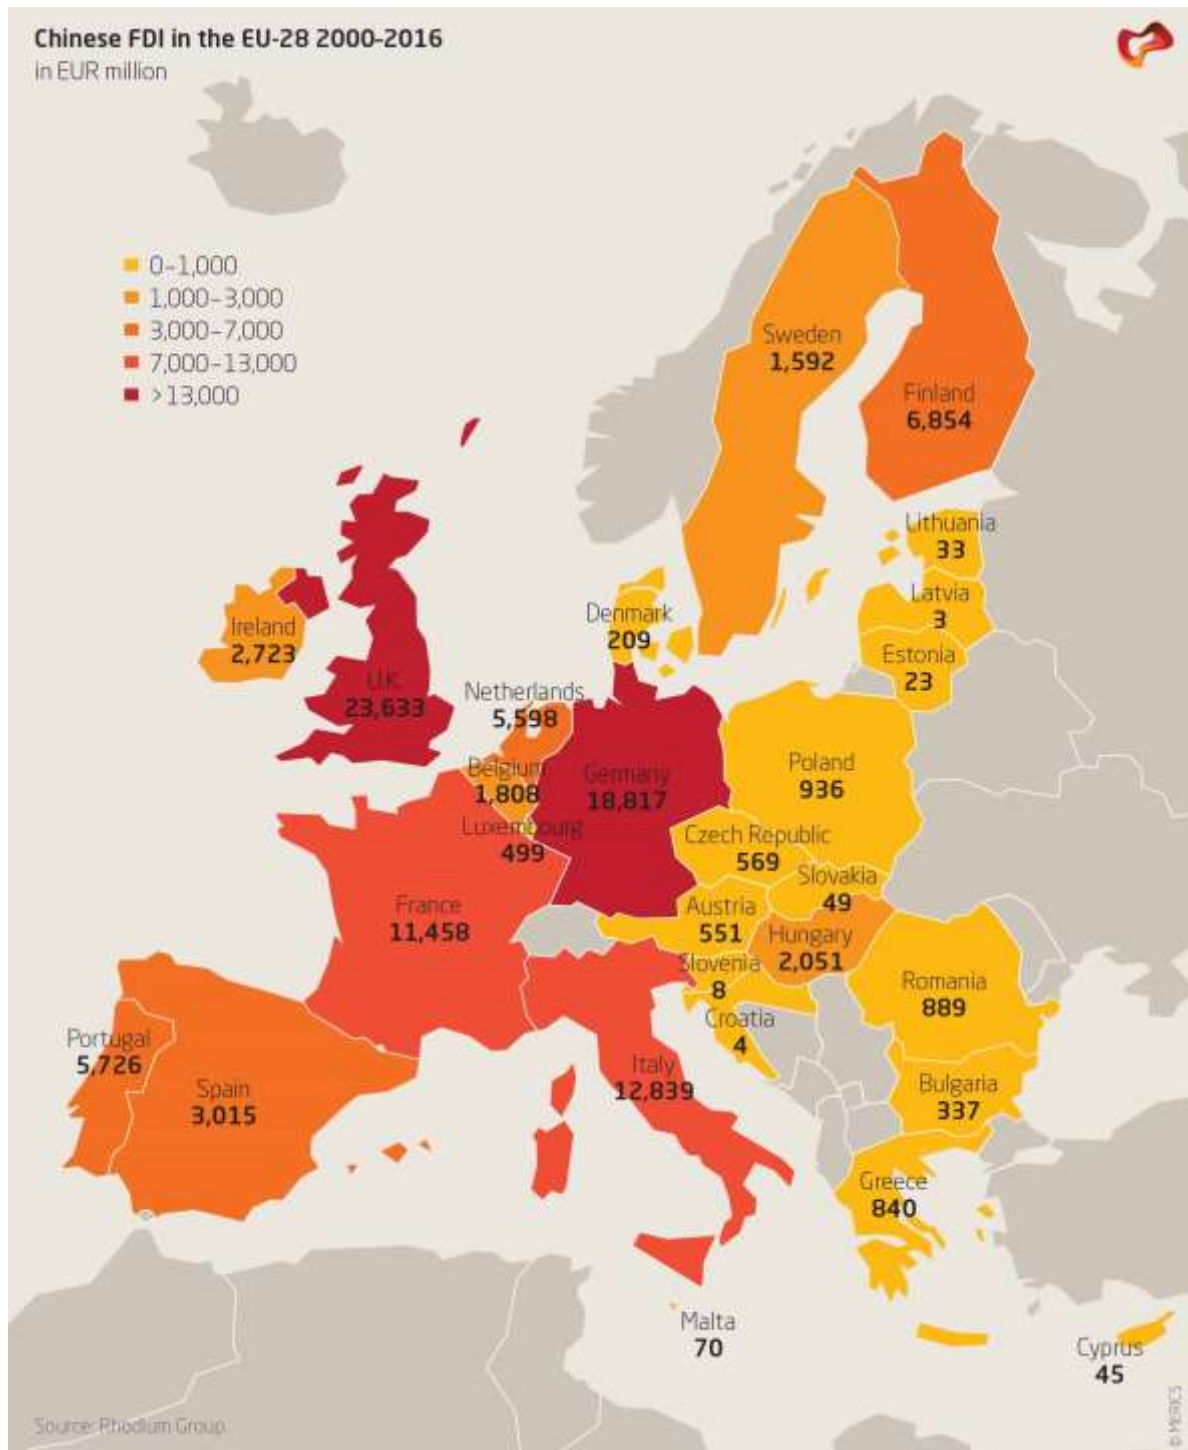 Chinese FDI in the EU-28 2000-2016
in EUR million
0-1,000
1,000-3,000
3,000-7,000
7,000-13,000
>13,000
Sweden
1,592
Finland
6,854
Lithuania
33
Latvia
3
Estonia
23
Denmark
209
Ireland
2,723
U.K.
23,633
Netherlands
5,598
Belgium
1,808
Luxembourg
499
Germany
18,817
Poland
936
Czech Republic
569
Slovakia
49
Austria
551
Hungary
2,051
Slovenia
8
Croatia
4
France
11,458
Romania
889
Bulgaria
337
Portugal
5,726
Spain
3,015
Italy
12,839
Greece
840
Malta
70
Cyprus
45
Source: Rhodium Group
© MERICS